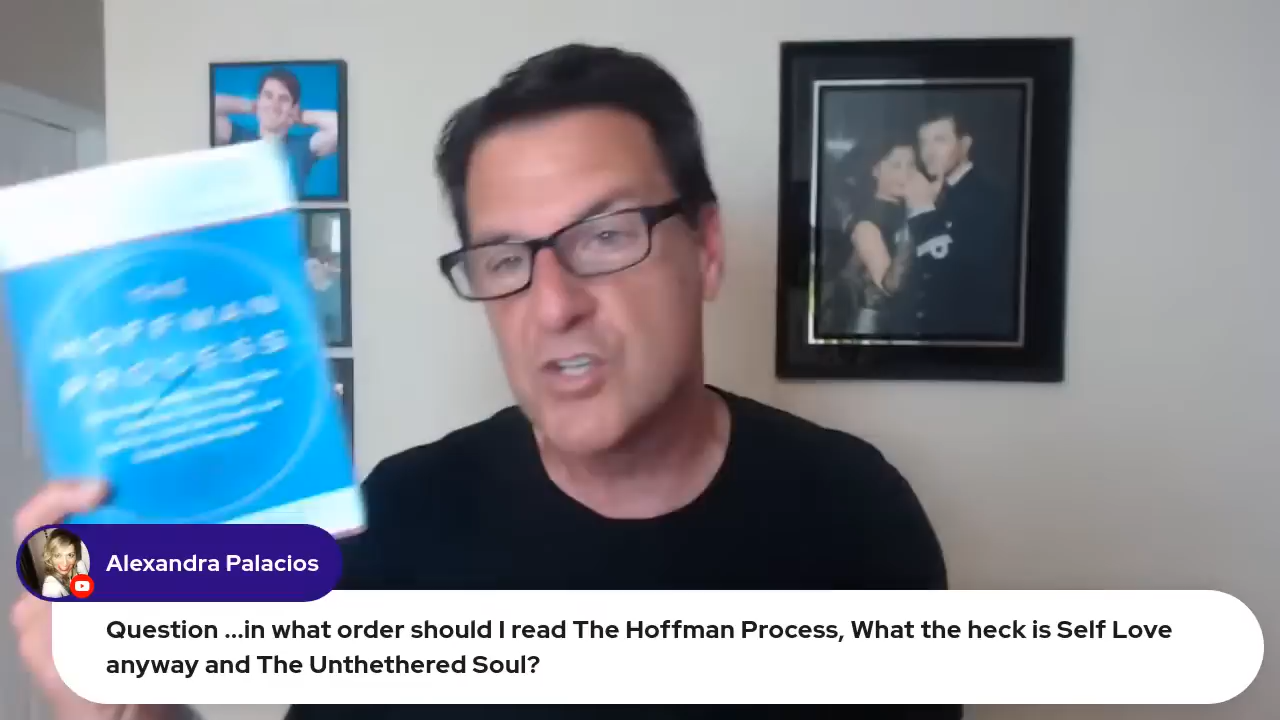 THE
HOFFMAN
PROCESS
Alexandra Palacios
Question ...in what order should I read The Hoffman Process, What the heck is Self Love
anyway and The Unthethered Soul?